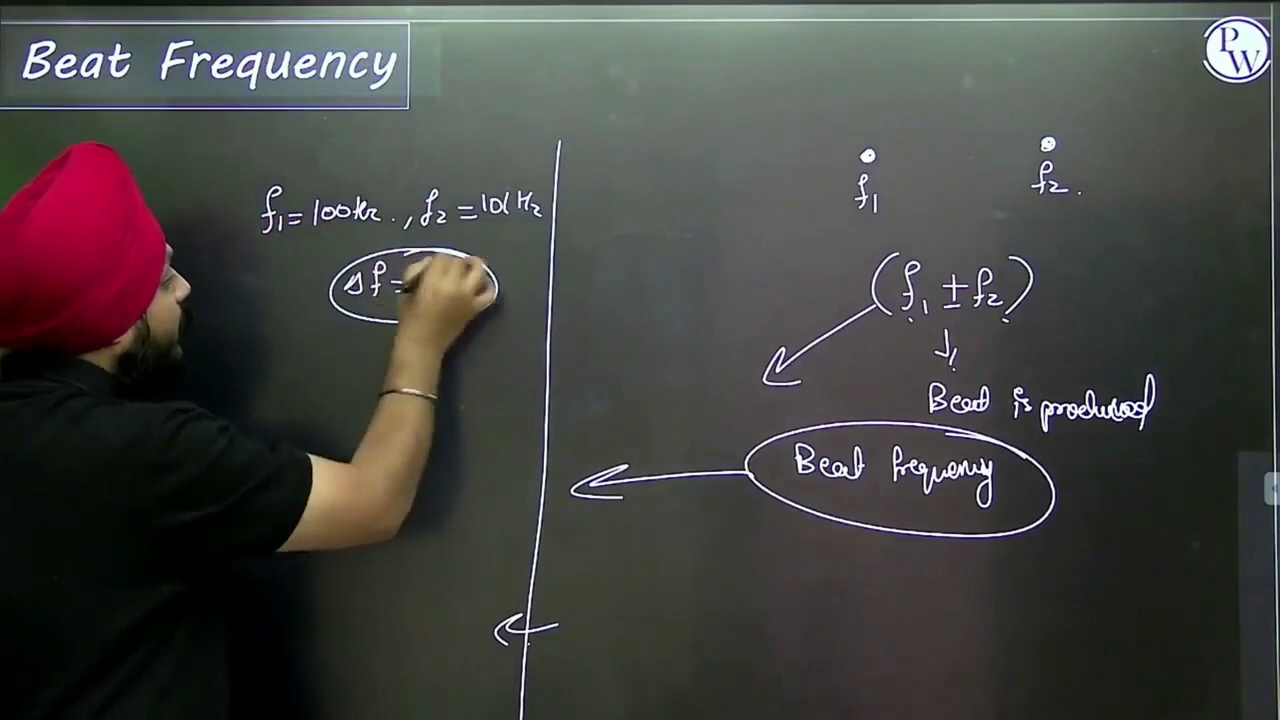 Beat Frequency
PW
f₁ = 100Hz. , f₂ = 101Hz
Δf =
f₁
f₂.
(f₁ ± f₂)
Beat is produced
Beat frequency